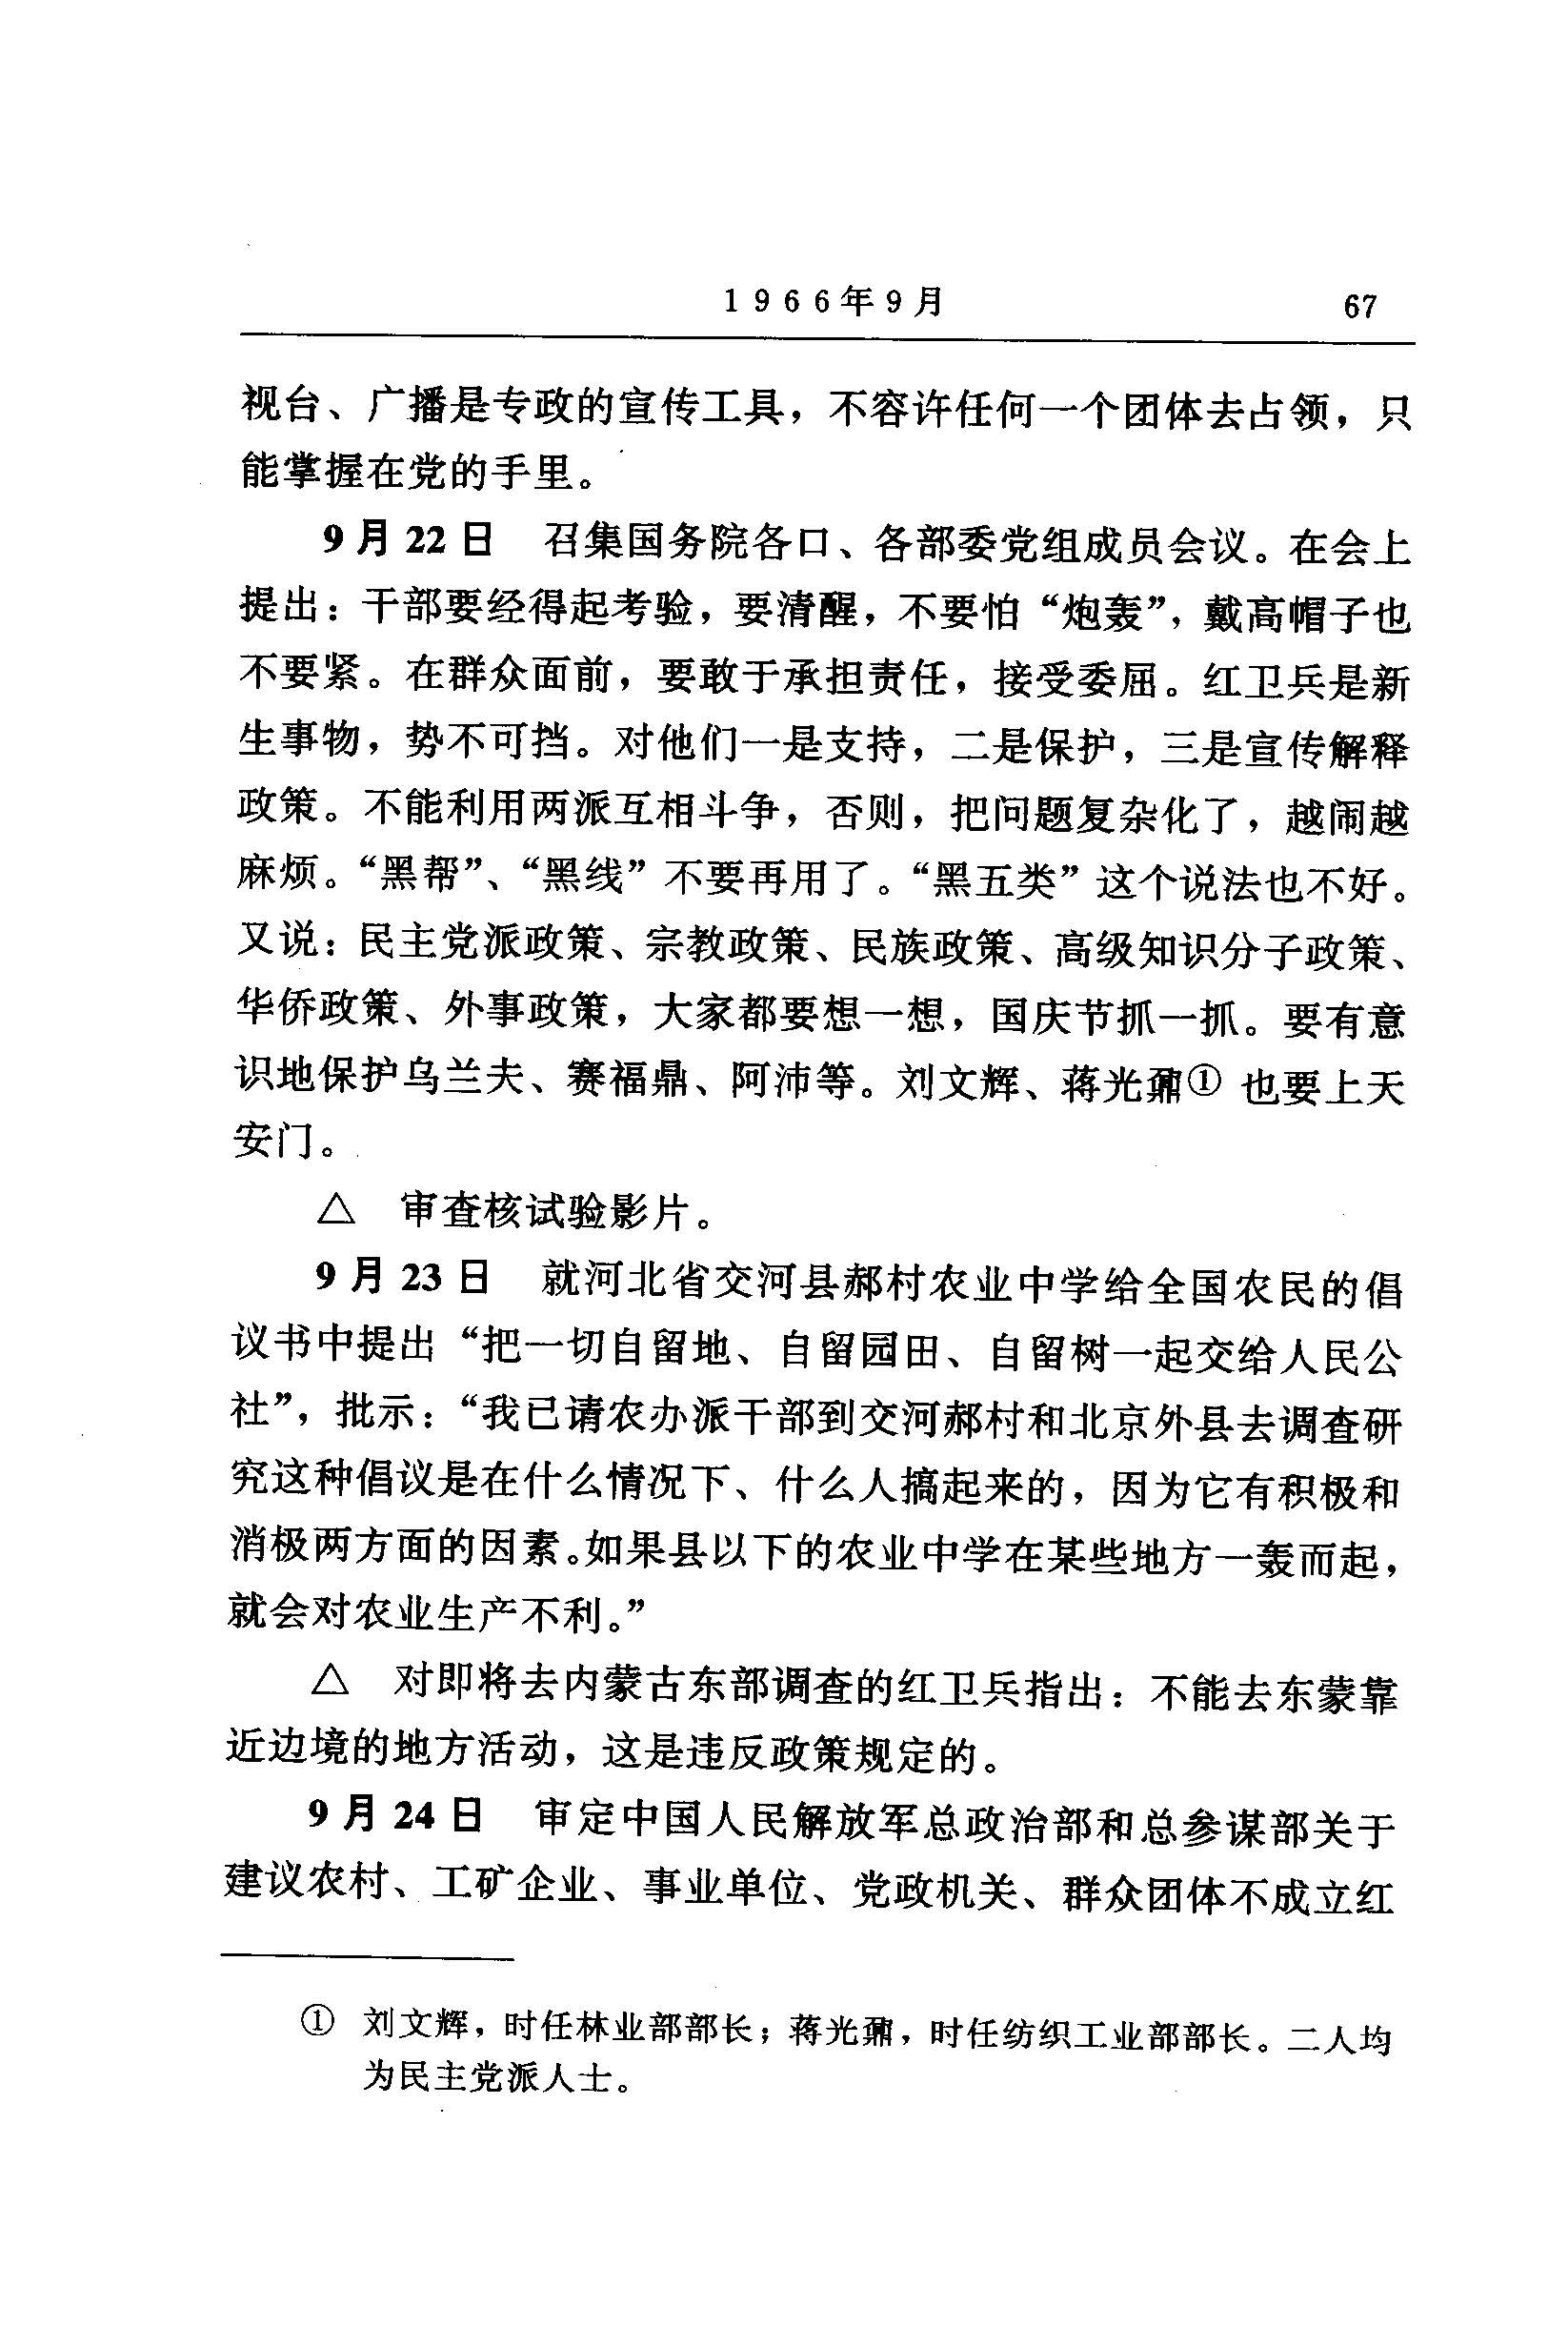 1966年9月 67
视台、广播是专政的宣传工具，不容许任何一个团体去占领，只
能掌握在党的手里。
9月22日　召集国务院各口、各部委党组成员会议。在会上
提出：干部要经得起考验，要清醒，不要怕“炮轰”，戴高帽子也
不要紧。在群众面前，要敢于承担责任，接受委屈。红卫兵是新
生事物，势不可挡。对他们一是支持，二是保护，三是宣传解释
政策。不能利用两派互相斗争，否则，把问题复杂化了，越闹越
麻烦。“黑帮”、“黑线”不要再用了。“黑五类”这个说法也不好。
又说：民主党派政策、宗教政策、民族政策、高级知识分子政策、
华侨政策、外事政策，大家都要想一想，国庆节抓一抓。要有意
识地保护乌兰夫、赛福鼎、阿沛等。刘文辉、蒋光鼐①也要上天
安门。
△　审查核试验影片。
9月23日　就河北省交河县郝村农业中学给全国农民的倡
议书中提出“把一切自留地、自留园田、自留树一起交给人民公
社”，批示：“我已请农办派干部到交河郝村和北京外县去调查研
究这种倡议是在什么情况下、什么人搞起来的，因为它有积极和
消极两方面的因素。如果县以下的农业中学在某些地方一轰而起，
就会对农业生产不利。”
△　对即将去内蒙古东部调查的红卫兵指出：不能去东蒙靠
近边境的地方活动，这是违反政策规定的。
9月24日　审定中国人民解放军总政治部和总参谋部关于
建议农村、工矿企业、事业单位、党政机关、群众团体不成立红
①　刘文辉，时任林业部部长；蒋光鼐，时任纺织工业部部长。二人均
为民主党派人士。